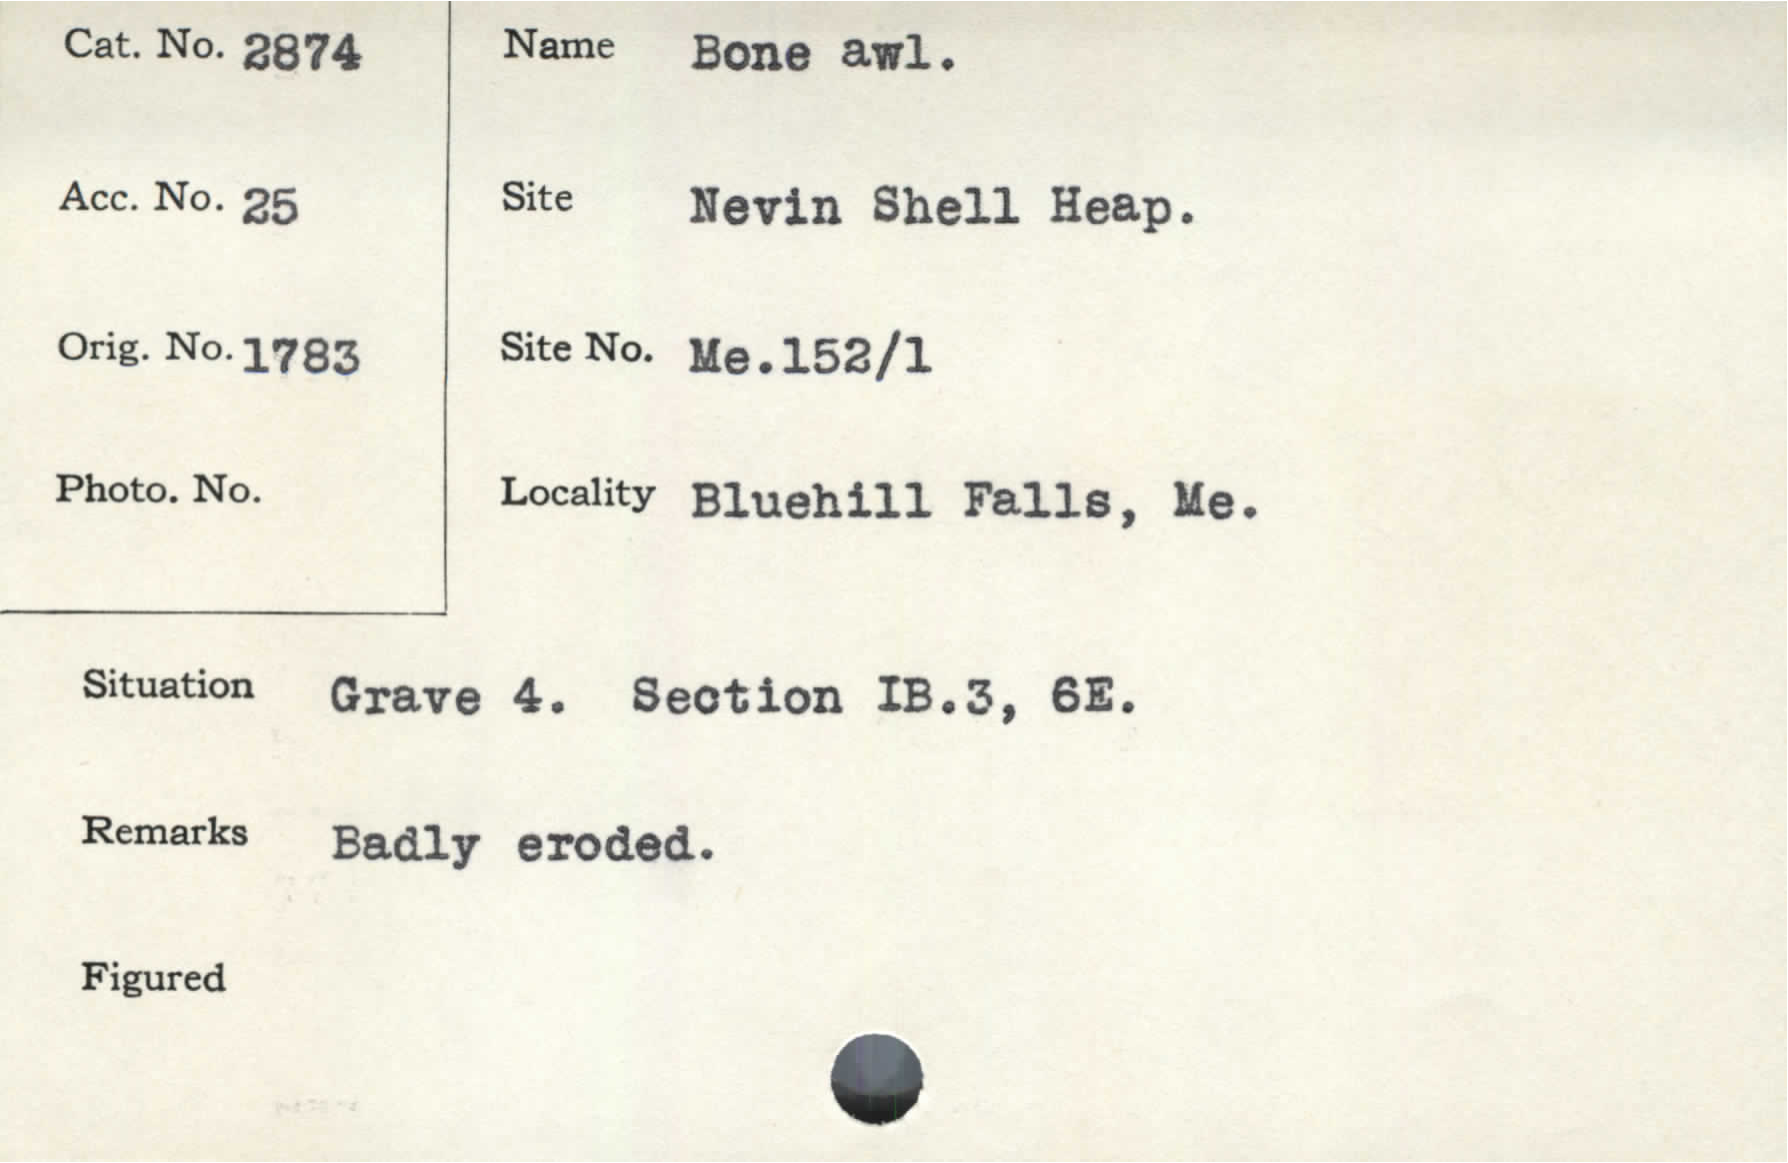 Cat. No. 2874
Name Bone awl.
Acc. No. 25
Site Nevin Shell Heap.
Orig. No. 1783
Site No. Me.152/1
Photo. No.
Locality Bluehill Falls, Me.
Situation Grave 4. Section IB.3, 6E.
Remarks Badly eroded.
Figured